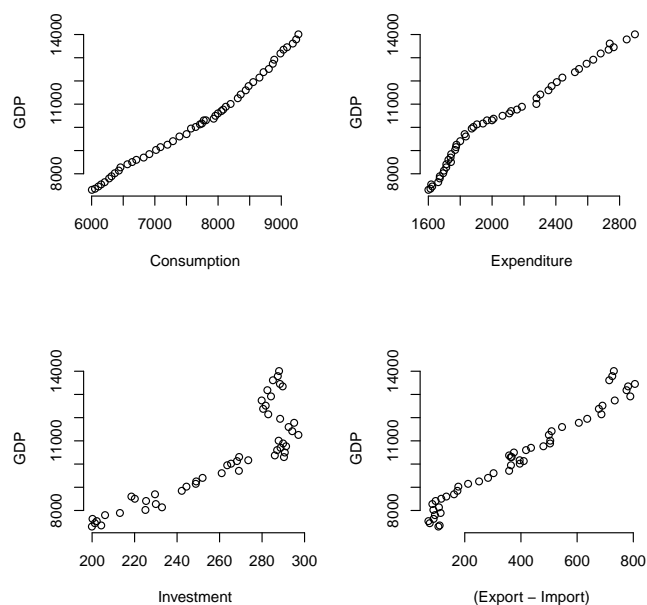 GDP
8000 11000 14000
6000 7000 8000 9000
Consumption
GDP
8000 11000 14000
1600 2000 2400 2800
Expenditure
GDP
8000 11000 14000
200 220 240 260 280 300
Investment
GDP
8000 11000 14000
200 400 600 800
(Export − Import)